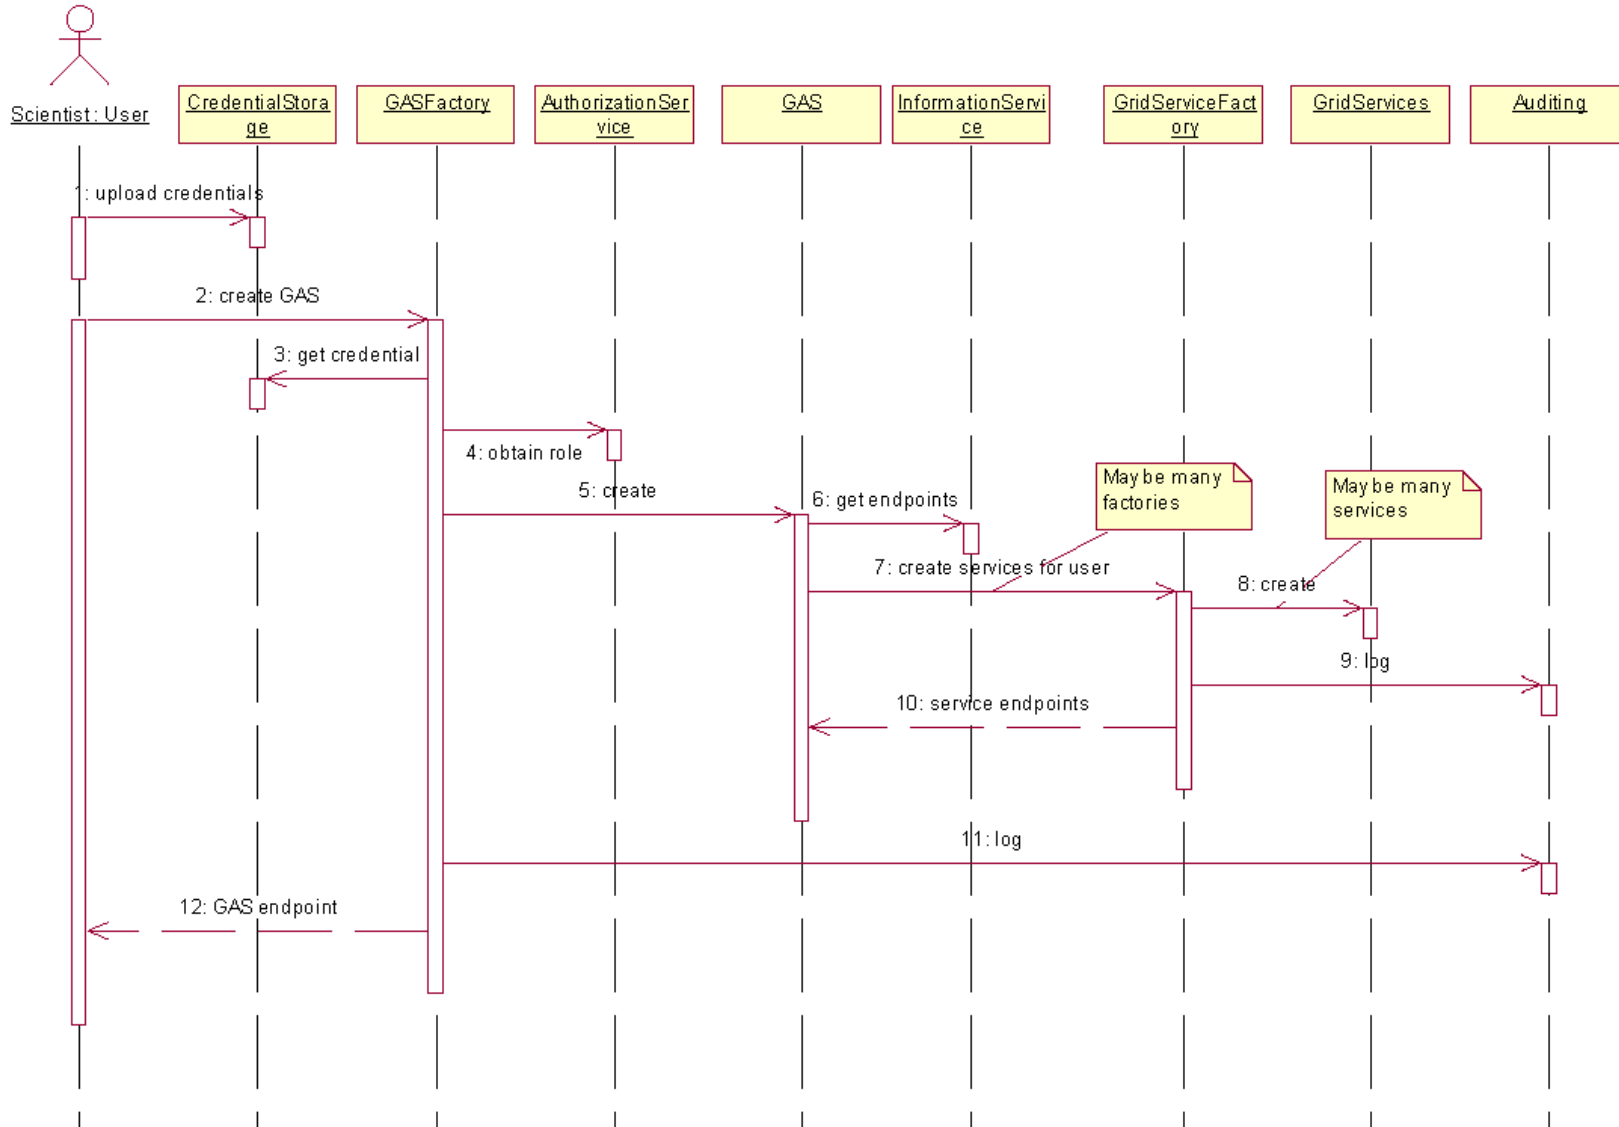 Scientist : User
CredentialStora
ge
GASFactory
AuthorizationSer
vice
GAS
InformationServi
ce
GridServiceFact
ory
GridServices
Auditing
1: upload credentials
2: create GAS
3: get credential
4: obtain role
5: create
6: get endpoints
May be many
factories
May be many
services
7: create services for user
8: create
9: log
10: service endpoints
11: log
12: GAS endpoint